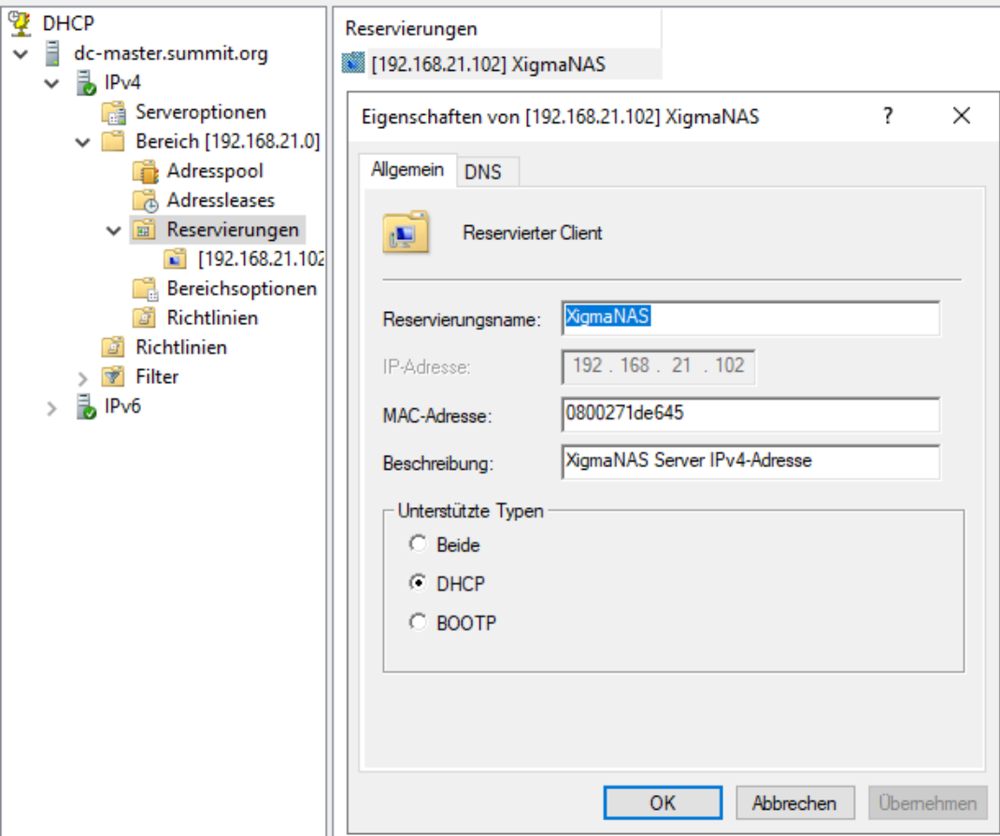 DHCP
dc-master.summit.org
IPv4
Serveroptionen
Bereich [192.168.21.0]
Adresspool
Adressleases
Reservierungen
[192.168.21.102
Bereichsoptionen
Richtlinien
Richtlinien
Filter
IPv6
Reservierungen
[192.168.21.102] XigmaNAS
Eigenschaften von [192.168.21.102] XigmaNAS ? ×
Allgemein DNS
Reservierter Client
Reservierungsname: XigmaNAS
IP-Adresse: 192 . 168 . 21 . 102
MAC-Adresse: 0800271de645
Beschreibung: XigmaNAS Server IPv4-Adresse
Unterstützte Typen
Beide
DHCP
BOOTP
OK Abbrechen Übernehmen